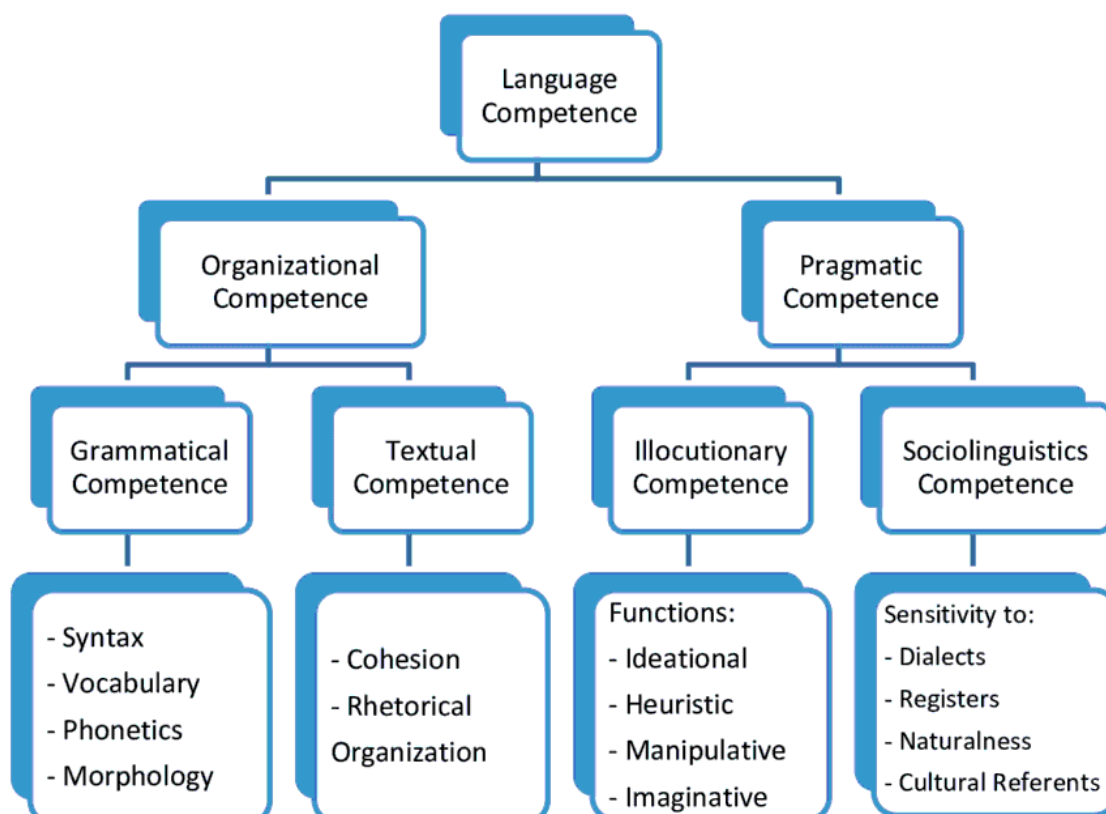 Language
Competence
Organizational
Competence
Pragmatic
Competence
Grammatical
Competence
Textual
Competence
Illocutionary
Competence
Sociolinguistics
Competence
- Syntax
- Vocabulary
- Phonetics
- Morphology
- Cohesion
- Rhetorical
Organization
Functions:
- Ideational
- Heuristic
- Manipulative
- Imaginative
Sensitivity to:
- Dialects
- Registers
- Naturalness
- Cultural Referents